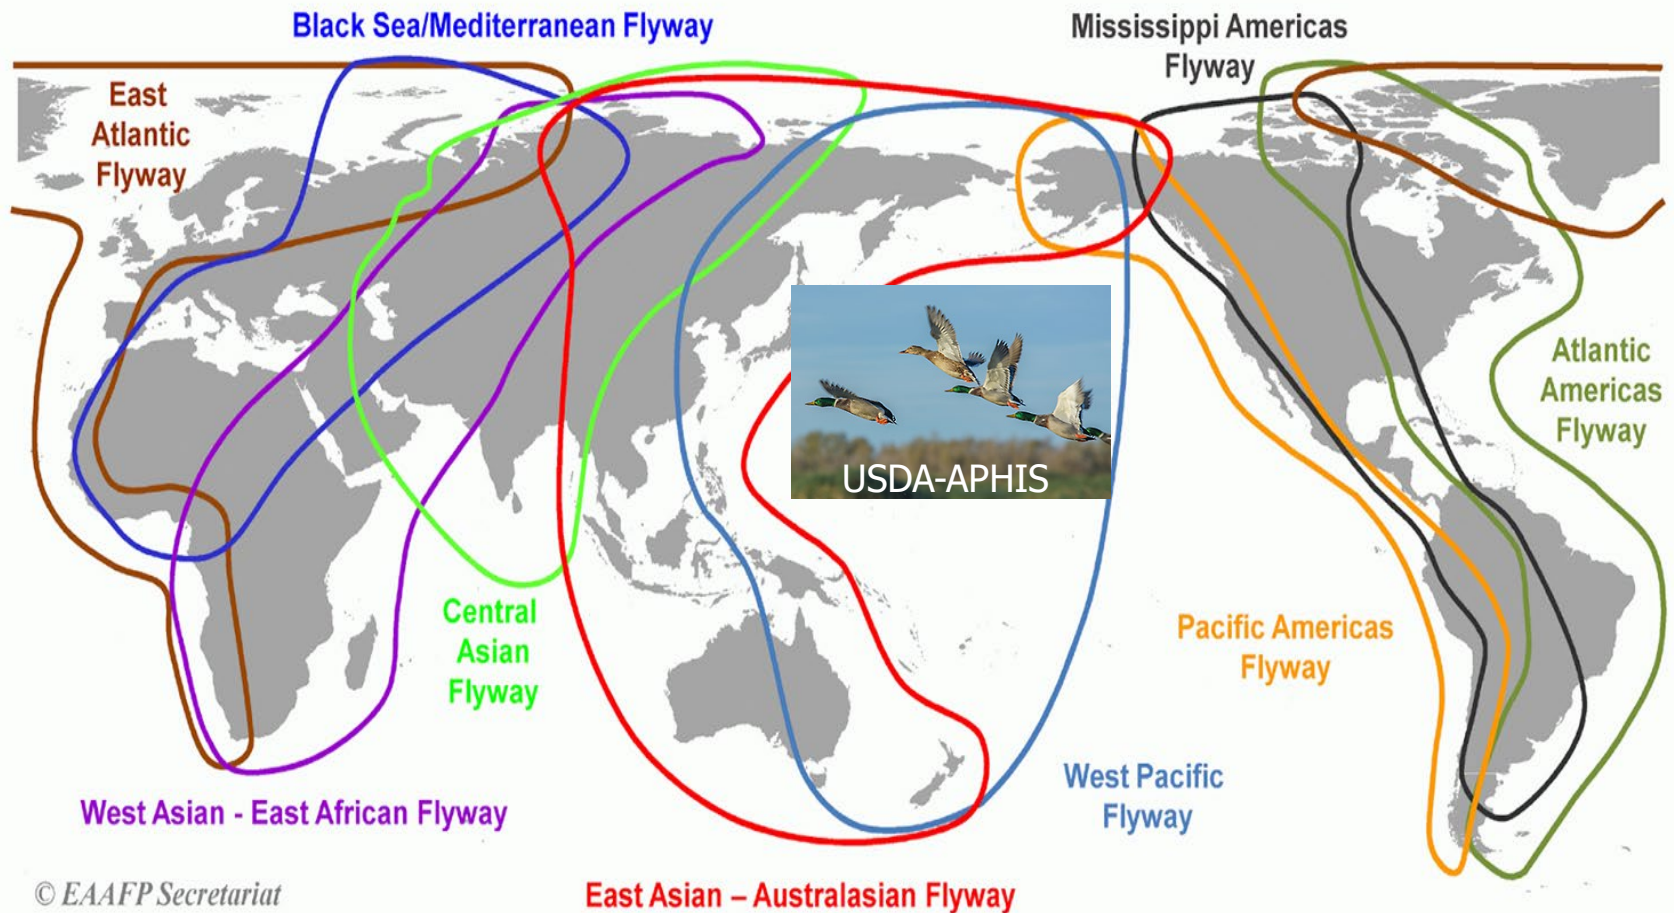 Black Sea/Mediterranean Flyway
Mississippi Americas
Flyway
East
Atlantic
Flyway
Atlantic
Americas
Flyway
USDA-APHIS
Central
Asian
Flyway
Pacific Americas
Flyway
West Pacific
Flyway
West Asian - East African Flyway
© EAAFP Secretariat
East Asian – Australasian Flyway